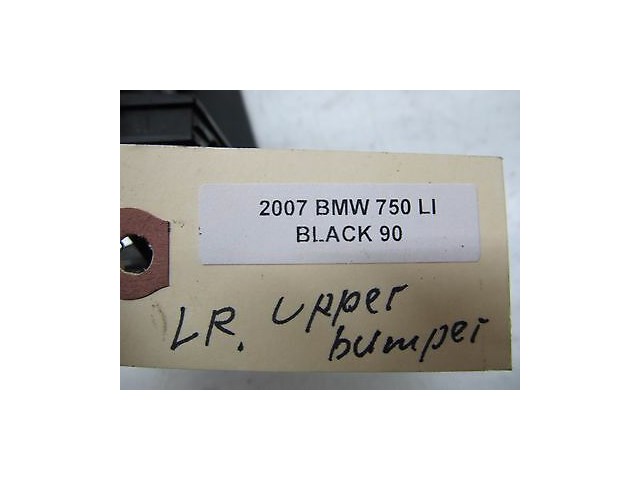 2007 BMW 750 LI
BLACK 90
LR. upper
bumper